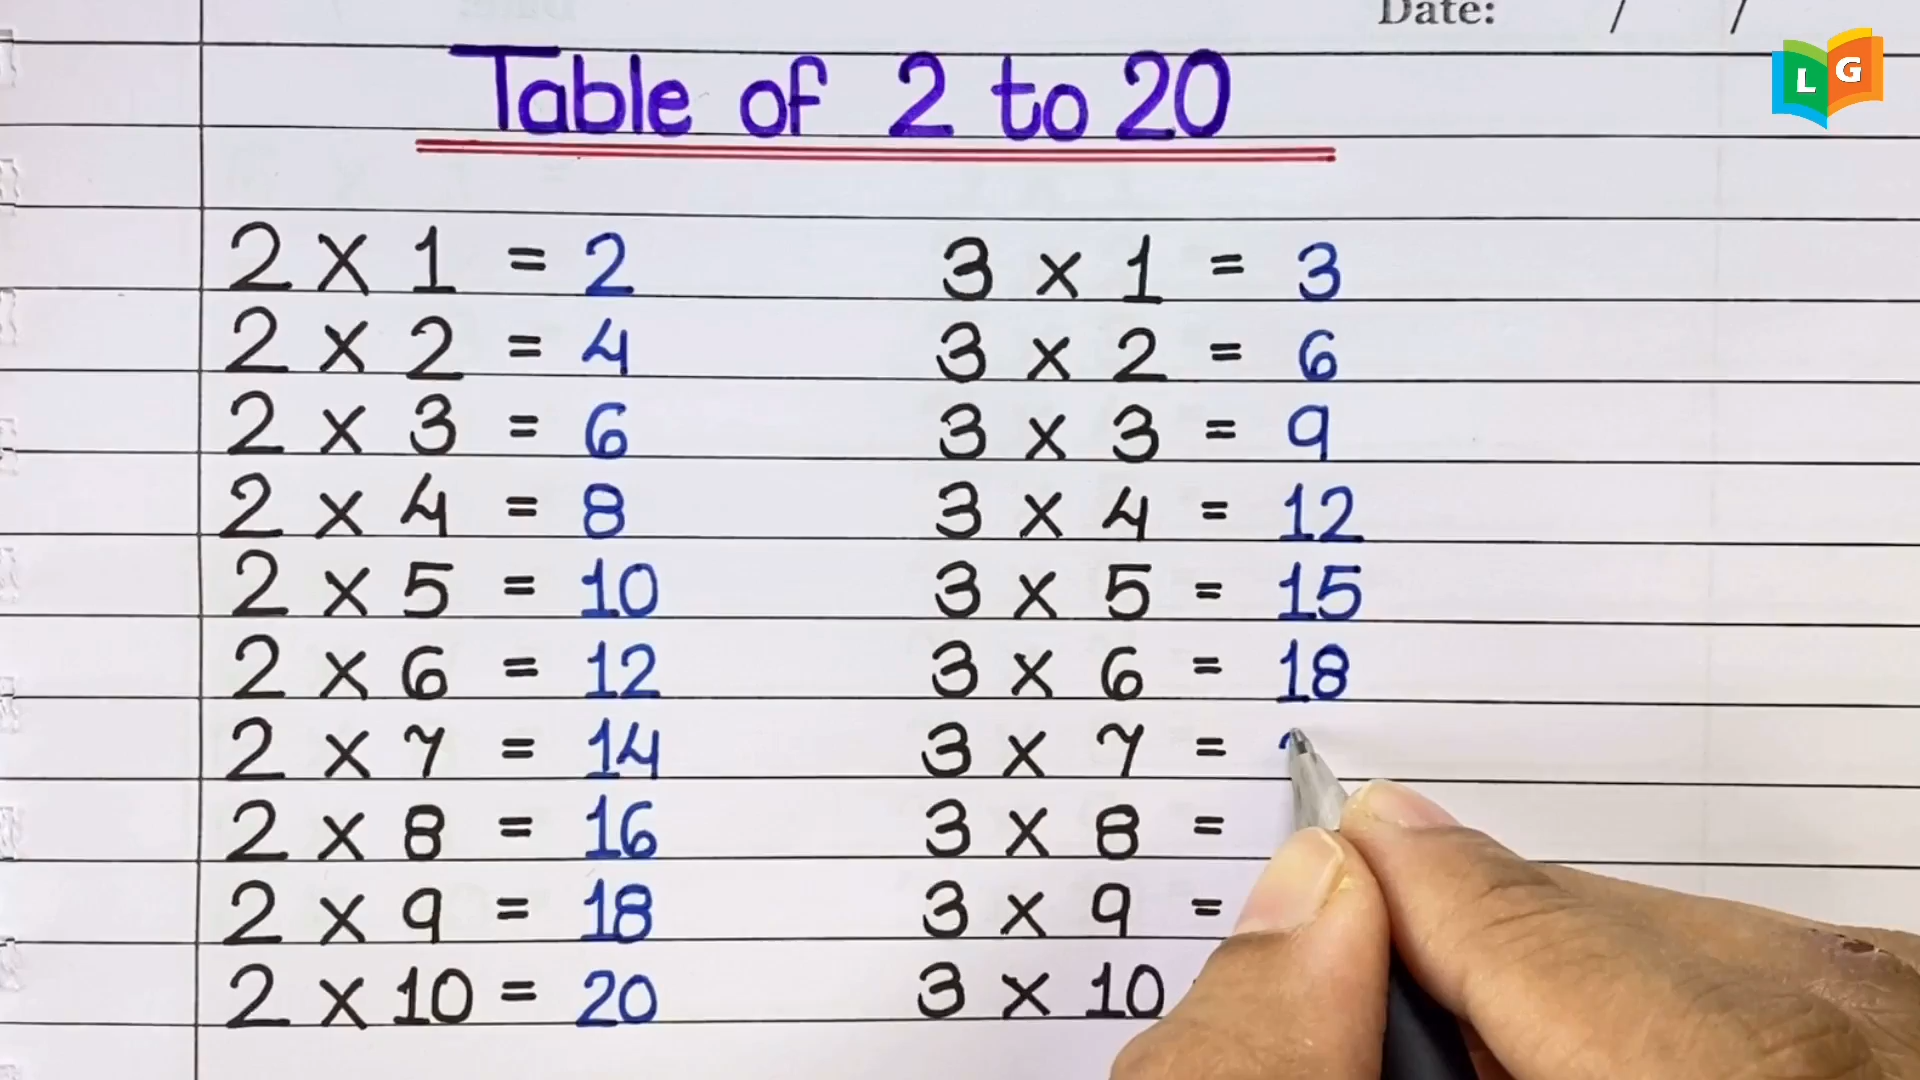 Date: / /
LG
Table of 2 to 20
2 X 1 = 2
2 X 2 = 4
2 X 3 = 6
2 X 4 = 8
2 X 5 = 10
2 X 6 = 12
2 X 7 = 14
2 X 8 = 16
2 X 9 = 18
2 X 10 = 20
3 X 1 = 3
3 X 2 = 6
3 X 3 = 9
3 X 4 = 12
3 X 5 = 15
3 X 6 = 18
3 X 7 =
3 X 8 =
3 X 9 =
3 X 10